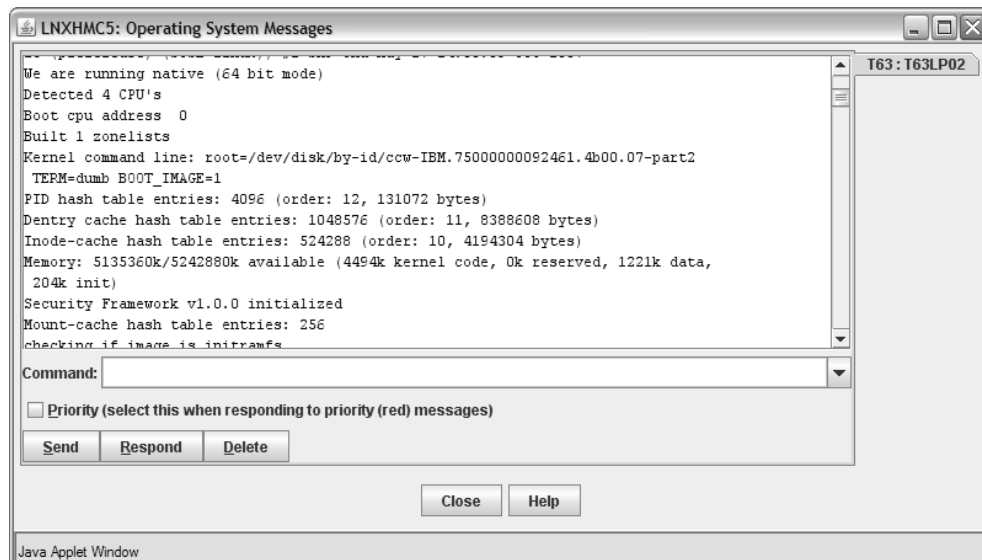 LNXHMC5: Operating System Messages
T63 : T63LP02
We are running native (64 bit mode)
Detected 4 CPU's
Boot cpu address  0
Built 1 zonelists
Kernel command line: root=/dev/disk/by-id/ccw-IBM.75000000092461.4b00.07-part2
 TERM=dumb BOOT_IMAGE=1
PID hash table entries: 4096 (order: 12, 131072 bytes)
Dentry cache hash table entries: 1048576 (order: 11, 8388608 bytes)
Inode-cache hash table entries: 524288 (order: 10, 4194304 bytes)
Memory: 5135360k/5242880k available (4494k kernel code, 0k reserved, 1221k data,
 204k init)
Security Framework v1.0.0 initialized
Mount-cache hash table entries: 256
checking if image is initramfs
Command:
Priority (select this when responding to priority (red) messages)
Send Respond Delete
Close Help
Java Applet Window